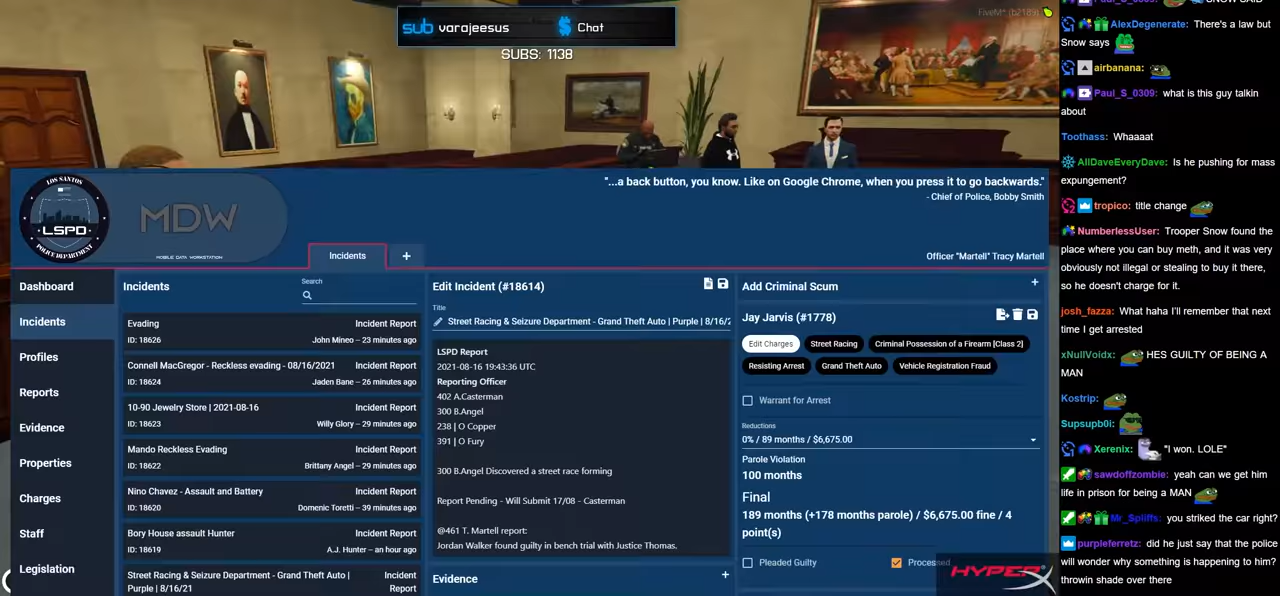 sub varajeesus Chat
SUBS: 1138
FiveM* (b2189)
LOS SANTOS
LSPD
POLICE DEPARTMENT
MDW
MOBILE DATA WORKSTATION
"...a back button, you know. Like on Google Chrome, when you press it to go backwards."
- Chief of Police, Bobby Smith
Incidents
+
Officer "Martell" Tracy Martell
Dashboard
Incidents
Profiles
Reports
Evidence
Properties
Charges
Staff
Legislation
Incidents
Search
Evading Incident Report
ID: 18626 John Mineo – 23 minutes ago
Connell MacGregor - Reckless evading - 08/16/2021 Incident Report
ID: 18624 Jaden Bane – 26 minutes ago
10-90 Jewelry Store | 2021-08-16 Incident Report
ID: 18623 Willy Glory – 29 minutes ago
Mando Reckless Evading Incident Report
ID: 18622 Brittany Angel – 29 minutes ago
Nino Chavez - Assault and Battery Incident Report
ID: 18620 Domenic Toretti – 39 minutes ago
Bory House assault Hunter Incident Report
ID: 18619 A.J. Hunter – an hour ago
Street Racing & Seizure Department - Grand Theft Auto | Incident
Purple | 8/16/21 Report
Edit Incident (#18614)
Title
Street Racing & Seizure Department - Grand Theft Auto | Purple | 8/16/2
LSPD Report
2021-08-16 19:43:36 UTC
Reporting Officer
402 A.Casterman
300 B.Angel
238 | O Copper
391 | O Fury
300 B.Angel Discovered a street race forming
Report Pending - Will Submit 17/08 - Casterman
@461 T. Martell report:
Jordan Walker found guilty in bench trial with Justice Thomas.
Evidence +
Add Criminal Scum +
Jay Jarvis (#1778)
Edit Charges Street Racing Criminal Possession of a Firearm [Class 2]
Resisting Arrest Grand Theft Auto Vehicle Registration Fraud
Warrant for Arrest
Reductions
0% / 89 months / $6,675.00
Parole Violation
100 months
Final
189 months (+178 months parole) / $6,675.00 fine / 4
point(s)
Pleaded Guilty Processed
HYPERX
AlexDegenerate: There's a law but
Snow says
airbanana:
Paul_S_0309: what is this guy talkin
about
Toothass: Whaaaat
AllDaveEveryDave: Is he pushing for mass
expungement?
tropico: title change
NumberlessUser: Trooper Snow found the
place where you can buy meth, and it was very
obviously not illegal or stealing to buy it there,
so he doesn't charge for it.
josh_fazza: What haha I'll remember that next
time I get arrested
xNullVoidx: HES GUILTY OF BEING A
MAN
Kostrip:
Supsupb0i:
Xerenix: "I won. LOLE"
sawdoffzombie: yeah can we get him
life in prison for being a MAN
Mr_Spliffs: you striked the car right?
purpleferretz: did he just say that the police
will wonder why something is happening to him?
throwin shade over there